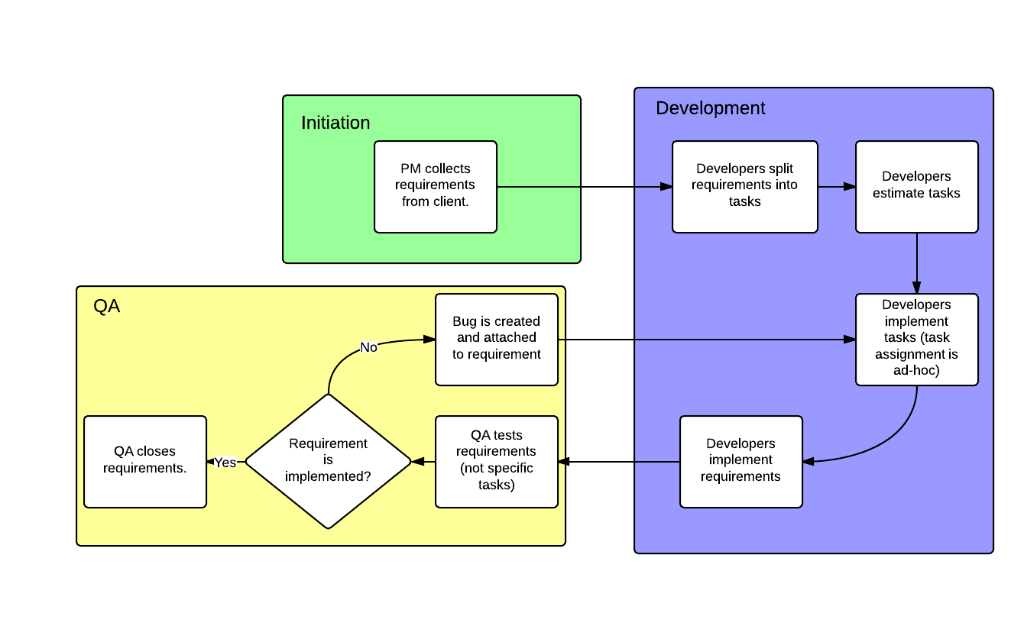 Initiation
PM collects
requirements
from client.
Development
Developers split
requirements into
tasks
Developers
estimate tasks
Developers
implement
tasks (task
assignment is
ad-hoc)
Developers
implement
requirements
QA
Bug is created
and attached
to requirement
No
QA tests
requirements
(not specific
tasks)
Requirement
is
implemented?
Yes
QA closes
requirements.